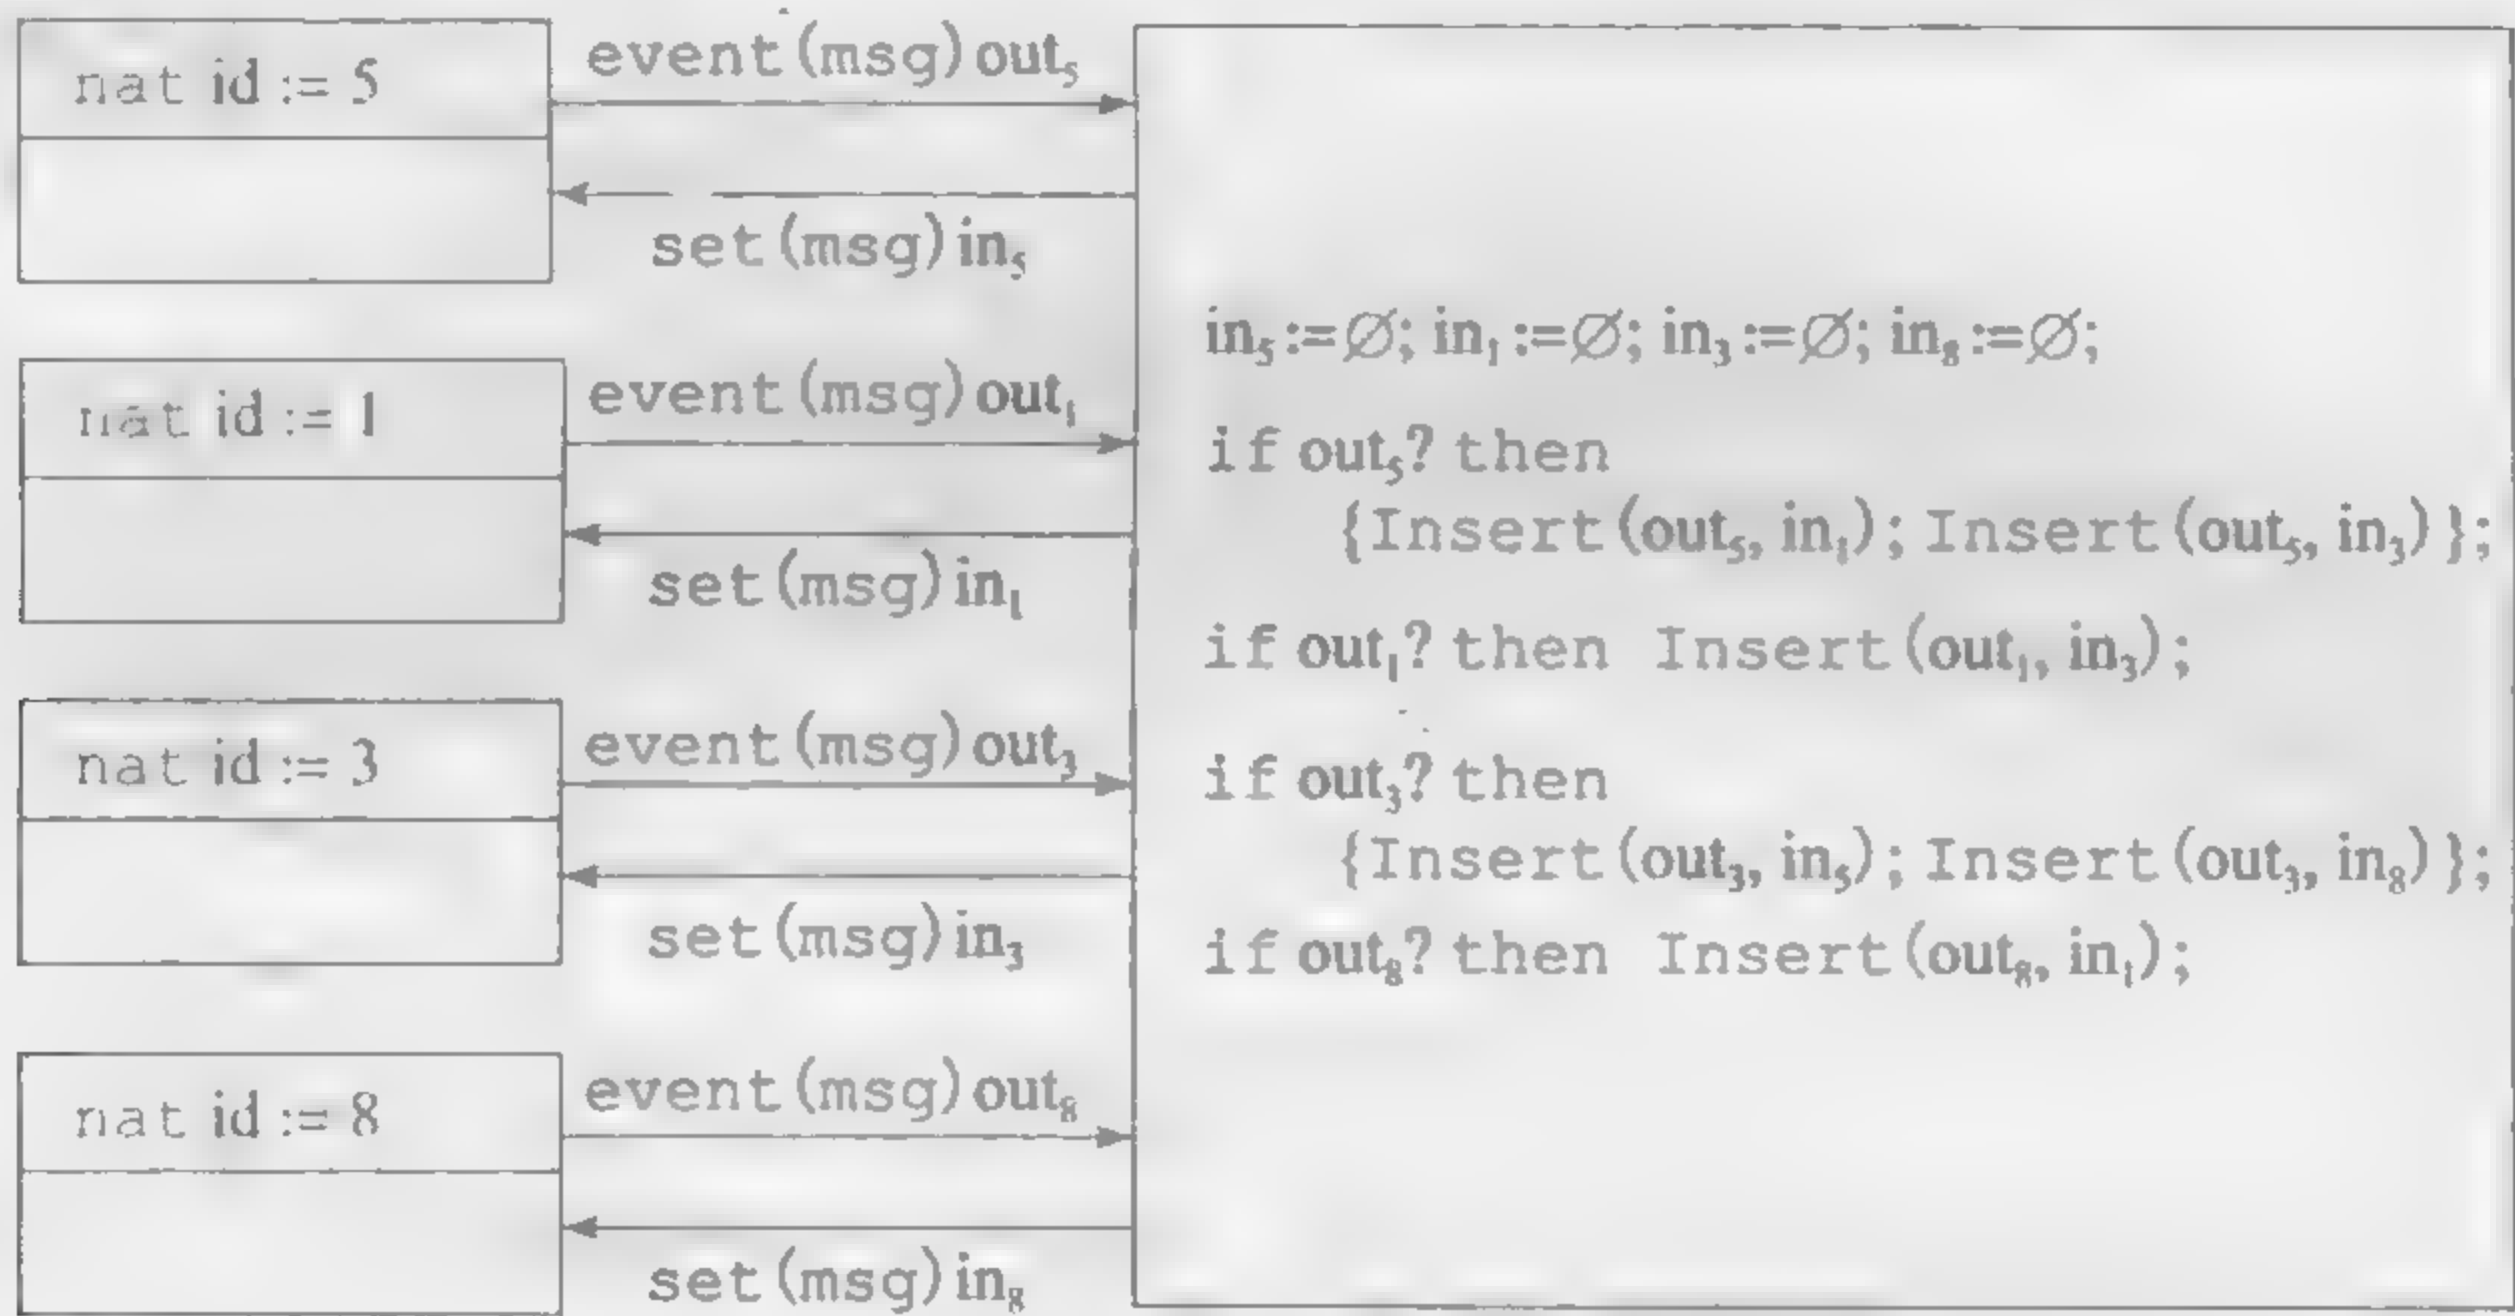 nat id := 5
event(msg) out₅
set(msg) in₅
nat id := 1
event(msg) out₁
set(msg) in₁
nat id := 3
event(msg) out₃
set(msg) in₃
nat id := 8
event(msg) out₈
set(msg) in₈
in₅:=∅; in₁:=∅; in₃:=∅; in₈:=∅;
if out₅? then
{Insert(out₅, in₁); Insert(out₅, in₃)};
if out₁? then Insert(out₁, in₃);
if out₃? then
{Insert(out₃, in₅); Insert(out₃, in₈)};
if out₈? then Insert(out₈, in₁);